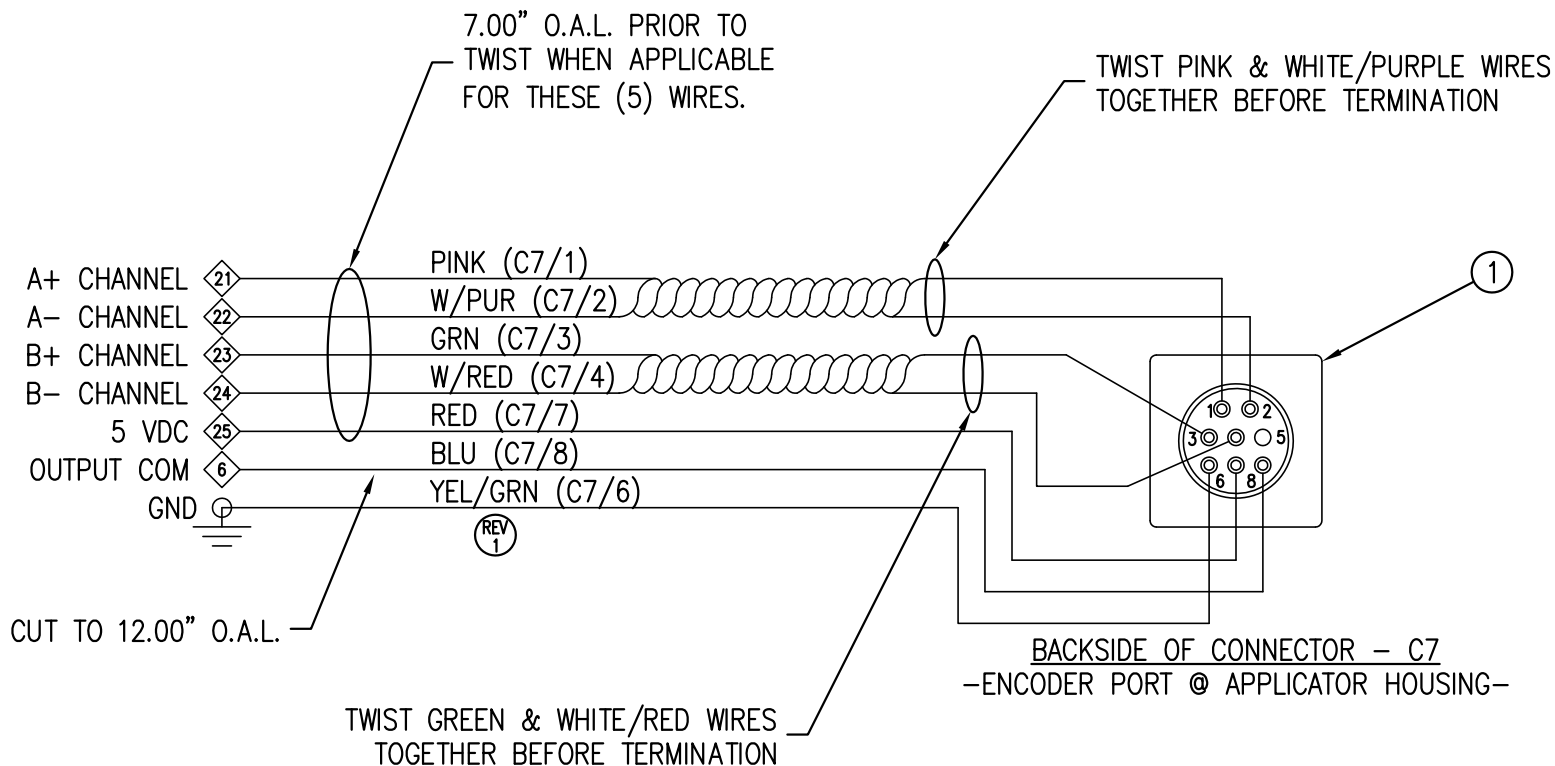 7.00" O.A.L. PRIOR TO
TWIST WHEN APPLICABLE
FOR THESE (5) WIRES.
TWIST PINK & WHITE/PURPLE WIRES
TOGETHER BEFORE TERMINATION
A+ CHANNEL 21 PINK (C7/1)
A- CHANNEL 22 W/PUR (C7/2)
B+ CHANNEL 23 GRN (C7/3)
B- CHANNEL 24 W/RED (C7/4)
5 VDC 25 RED (C7/7)
OUTPUT COM 6 BLU (C7/8)
GND YEL/GRN (C7/6)
REV
1
1
1 2
3 5
6 8
CUT TO 12.00" O.A.L.
BACKSIDE OF CONNECTOR - C7
-ENCODER PORT @ APPLICATOR HOUSING-
TWIST GREEN & WHITE/RED WIRES
TOGETHER BEFORE TERMINATION